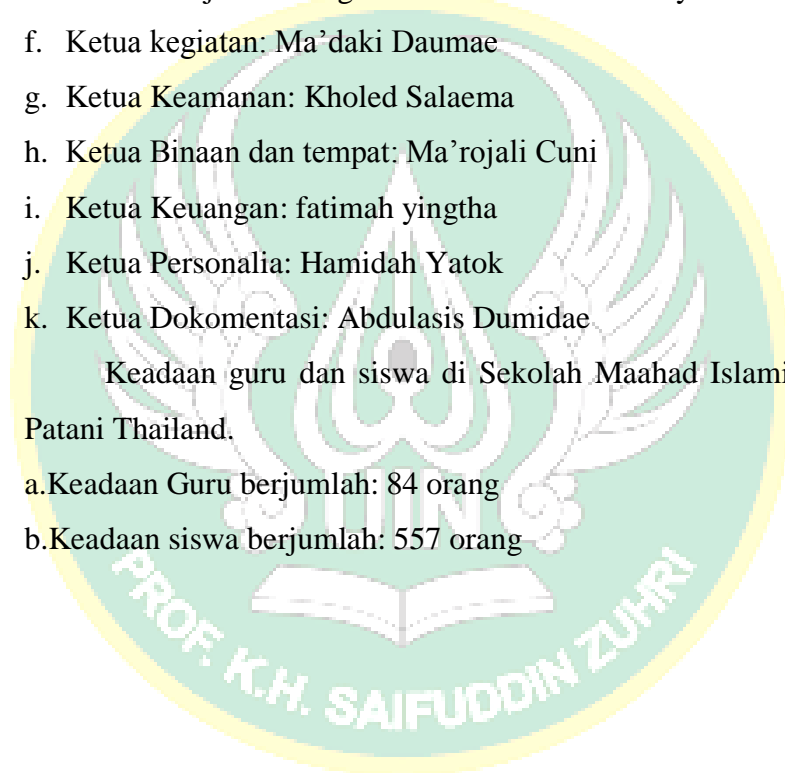 f. Ketua kegiatan: Ma’daki Daumae
g. Ketua Keamanan: Kholed Salaema
h. Ketua Binaan dan tempat: Ma’rojali Cuni
i. Ketua Keuangan: fatimah yingtha
j. Ketua Personalia: Hamidah Yatok
k. Ketua Dokomentasi: Abdulasis Dumidae
Keadaan guru dan siswa di Sekolah Maahad Islami
Patani Thailand.
a.Keadaan Guru berjumlah: 84 orang
UIN
b.Keadaan siswa berjumlah: 557 orang
PROF. K.H. SAIFUDDIN ZUHRI